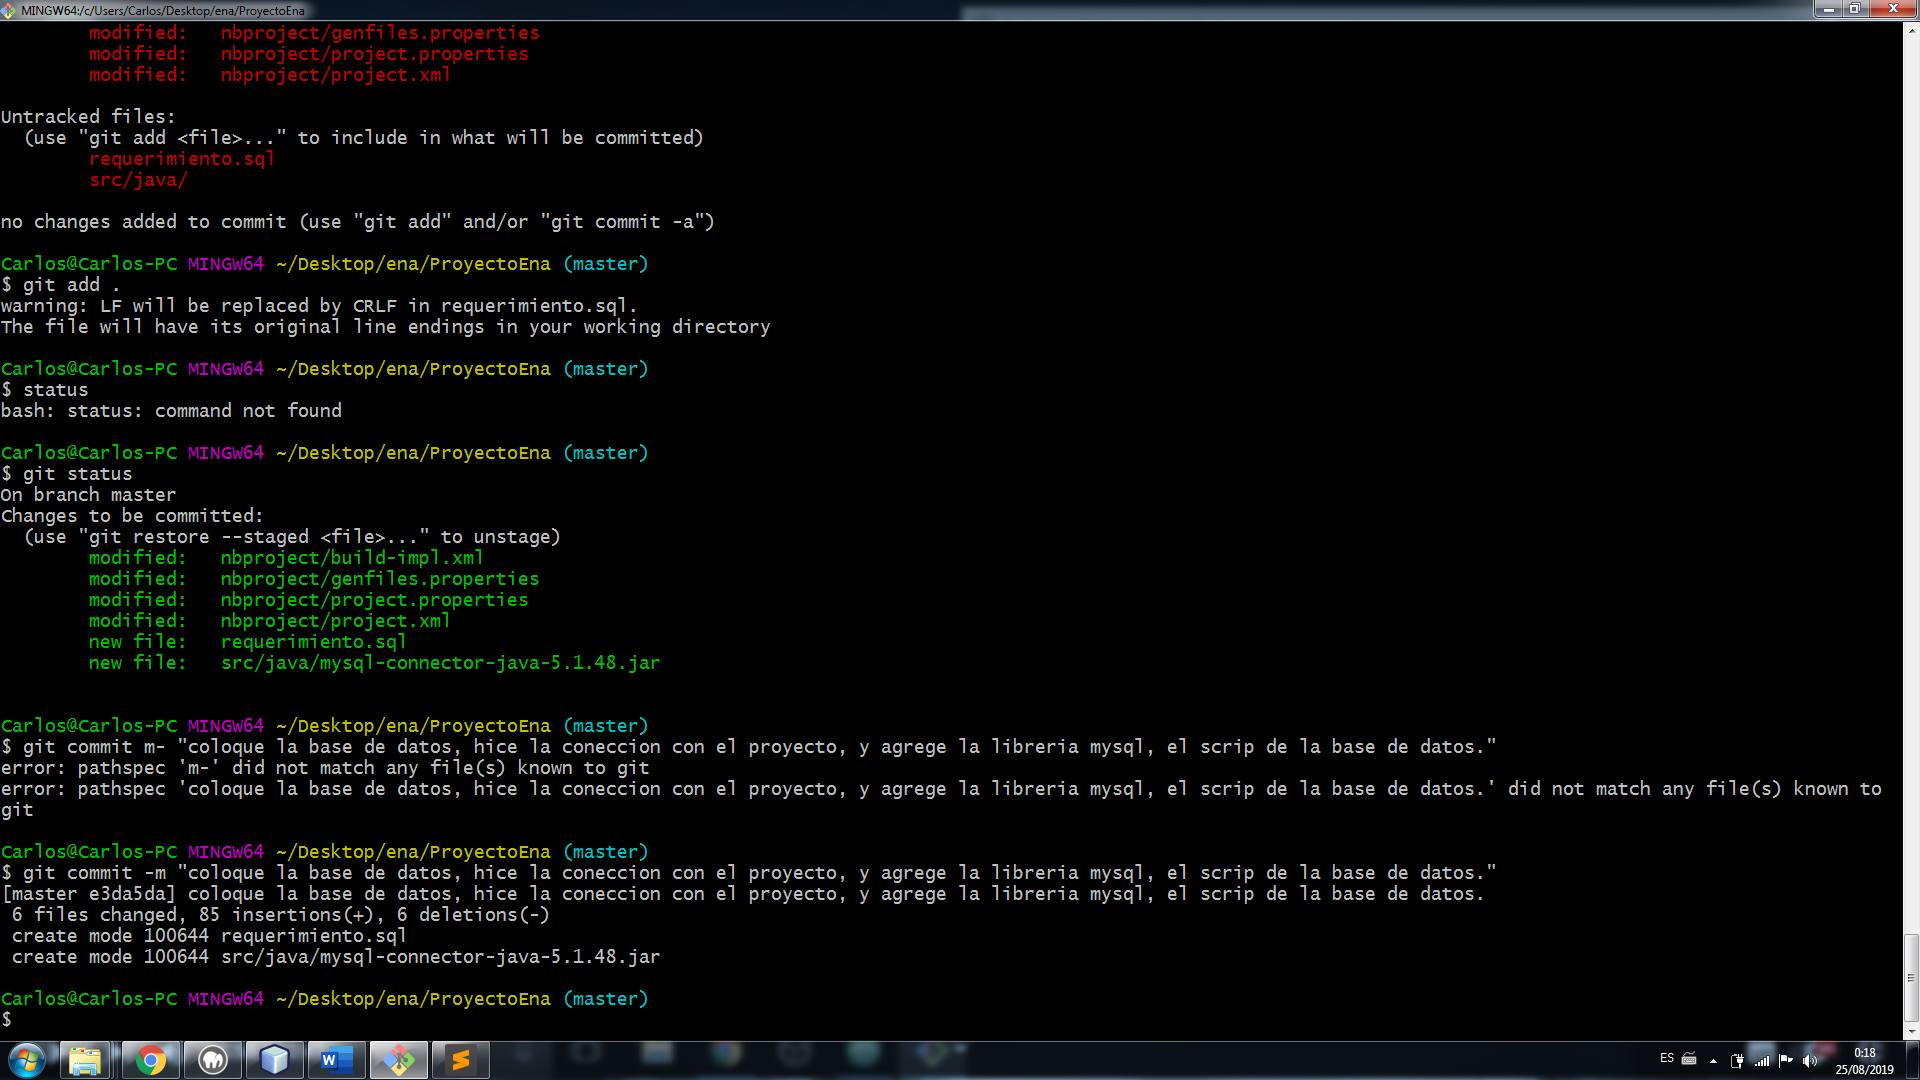 MINGW64:/c/Users/Carlos/Desktop/ena/ProyectoEna
modified:   nbproject/genfiles.properties
modified:   nbproject/project.properties
modified:   nbproject/project.xml
Untracked files:
(use "git add <file>..." to include in what will be committed)
requerimiento.sql
src/java/
no changes added to commit (use "git add" and/or "git commit -a")
Carlos@Carlos-PC MINGW64 ~/Desktop/ena/ProyectoEna (master)
$ git add .
warning: LF will be replaced by CRLF in requerimiento.sql.
The file will have its original line endings in your working directory
Carlos@Carlos-PC MINGW64 ~/Desktop/ena/ProyectoEna (master)
$ status
bash: status: command not found
Carlos@Carlos-PC MINGW64 ~/Desktop/ena/ProyectoEna (master)
$ git status
On branch master
Changes to be committed:
(use "git restore --staged <file>..." to unstage)
modified:   nbproject/build-impl.xml
modified:   nbproject/genfiles.properties
modified:   nbproject/project.properties
modified:   nbproject/project.xml
new file:   requerimiento.sql
new file:   src/java/mysql-connector-java-5.1.48.jar
Carlos@Carlos-PC MINGW64 ~/Desktop/ena/ProyectoEna (master)
$ git commit m- "coloque la base de datos, hice la coneccion con el proyecto, y agrege la libreria mysql, el scrip de la base de datos."
error: pathspec 'm-' did not match any file(s) known to git
error: pathspec 'coloque la base de datos, hice la coneccion con el proyecto, y agrege la libreria mysql, el scrip de la base de datos.' did not match any file(s) known to
git
Carlos@Carlos-PC MINGW64 ~/Desktop/ena/ProyectoEna (master)
$ git commit -m "coloque la base de datos, hice la coneccion con el proyecto, y agrege la libreria mysql, el scrip de la base de datos."
[master e3da5da] coloque la base de datos, hice la coneccion con el proyecto, y agrege la libreria mysql, el scrip de la base de datos.
6 files changed, 85 insertions(+), 6 deletions(-)
create mode 100644 requerimiento.sql
create mode 100644 src/java/mysql-connector-java-5.1.48.jar
Carlos@Carlos-PC MINGW64 ~/Desktop/ena/ProyectoEna (master)
$
ES
0:18
25/08/2019